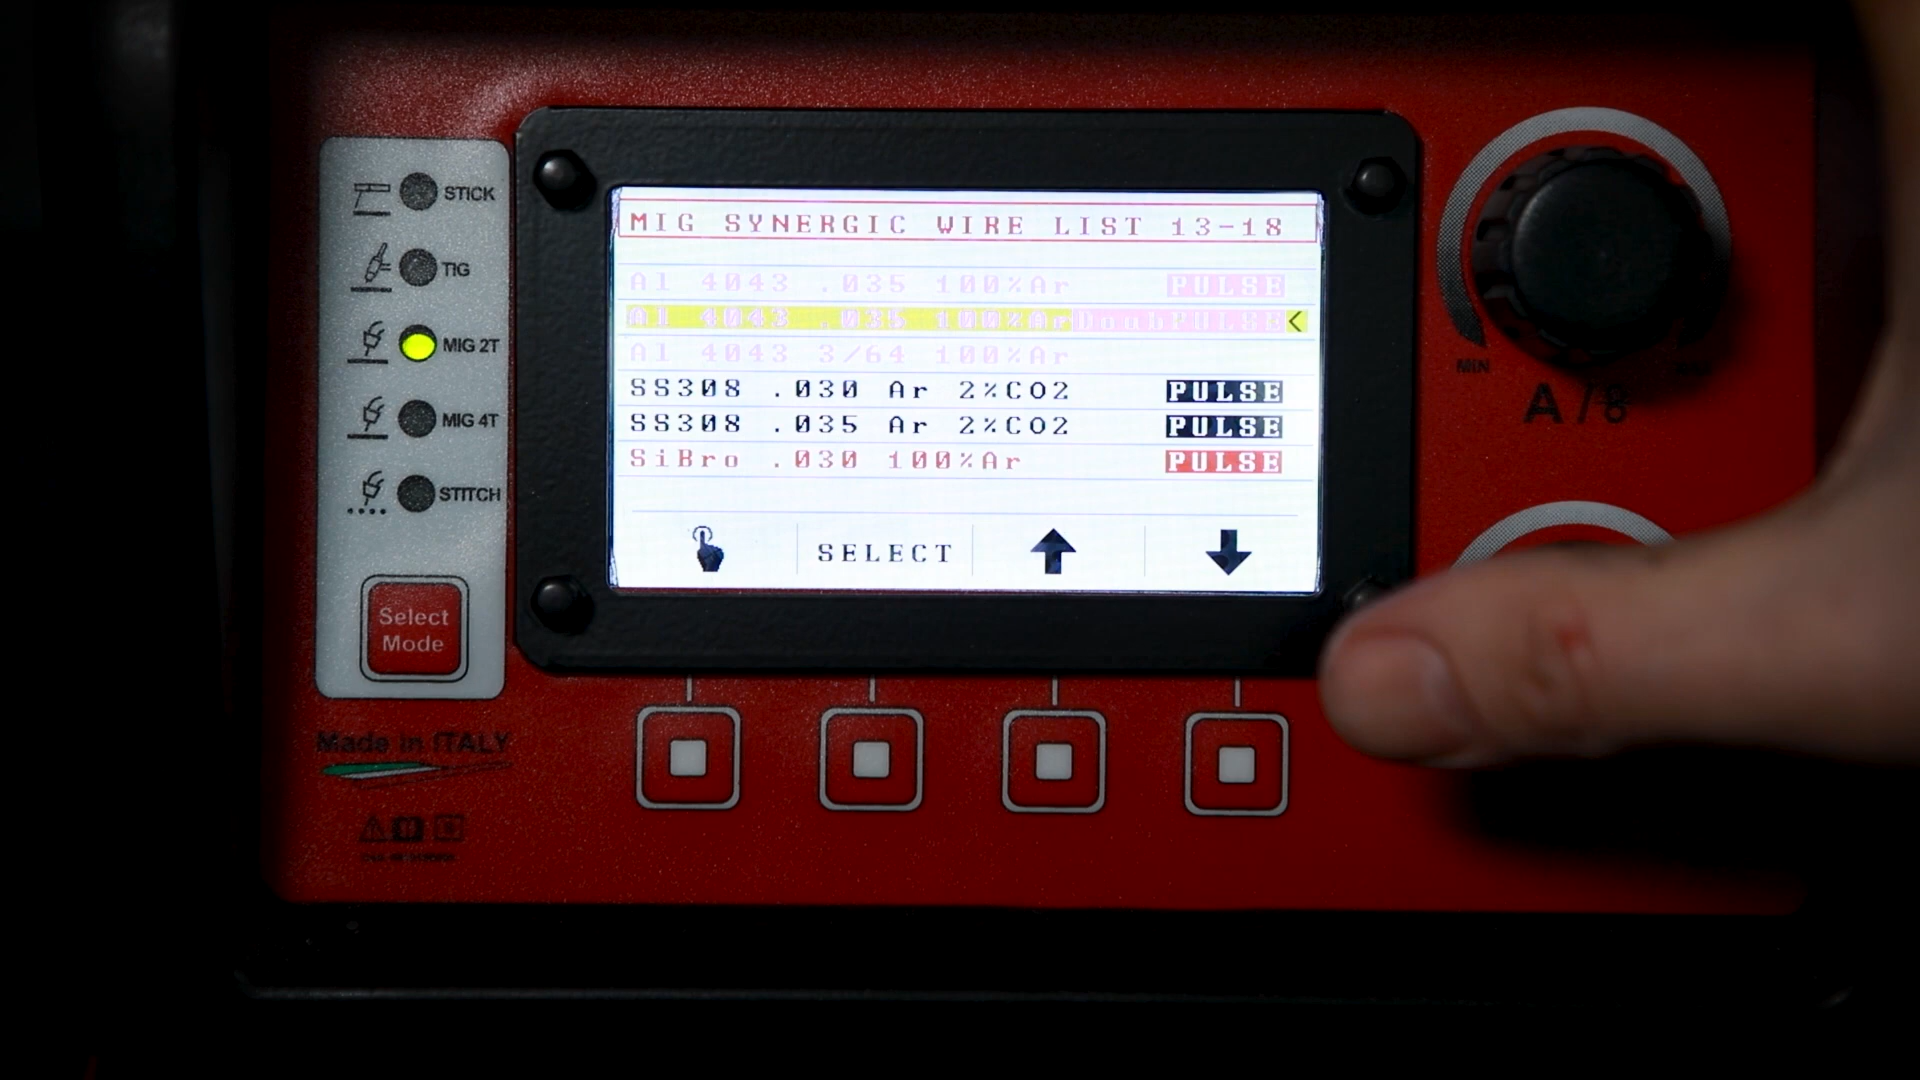 STICK
TIG
MIG 2T
MIG 4T
STITCH
Select
Mode
Made in ITALY
MIG SYNERGIC WIRE LIST 13-18
Al 4043 .035 100%Ar PULSE
Al 4043 .035 100%Ar DoubPULSE <
Al 4043 3/64 100%Ar
SS308 .030 Ar 2%CO2 PULSE
SS308 .035 Ar 2%CO2 PULSE
SiBro .030 100%Ar PULSE
SELECT
MIN
A/8